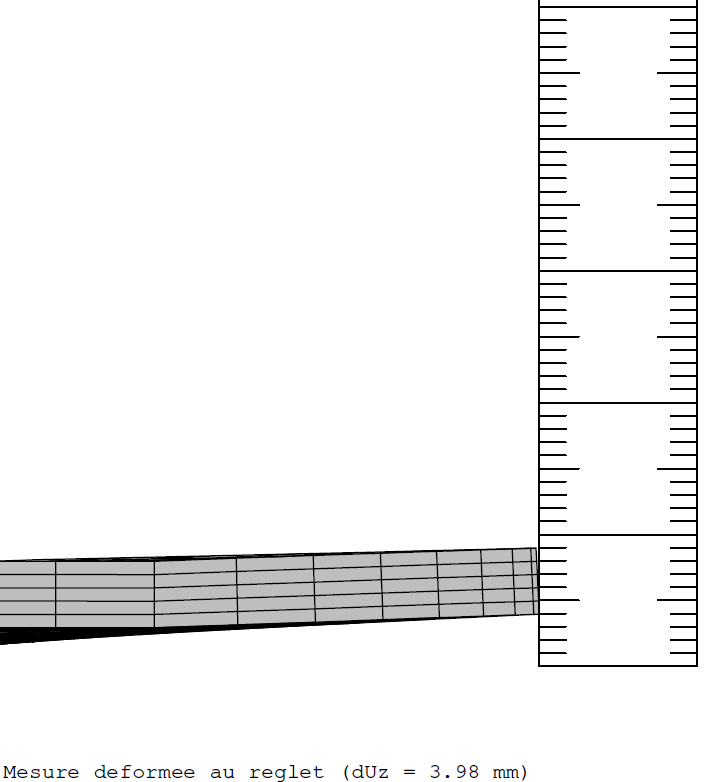 Mesure deformee au reglet (dUz = 3.98 mm)